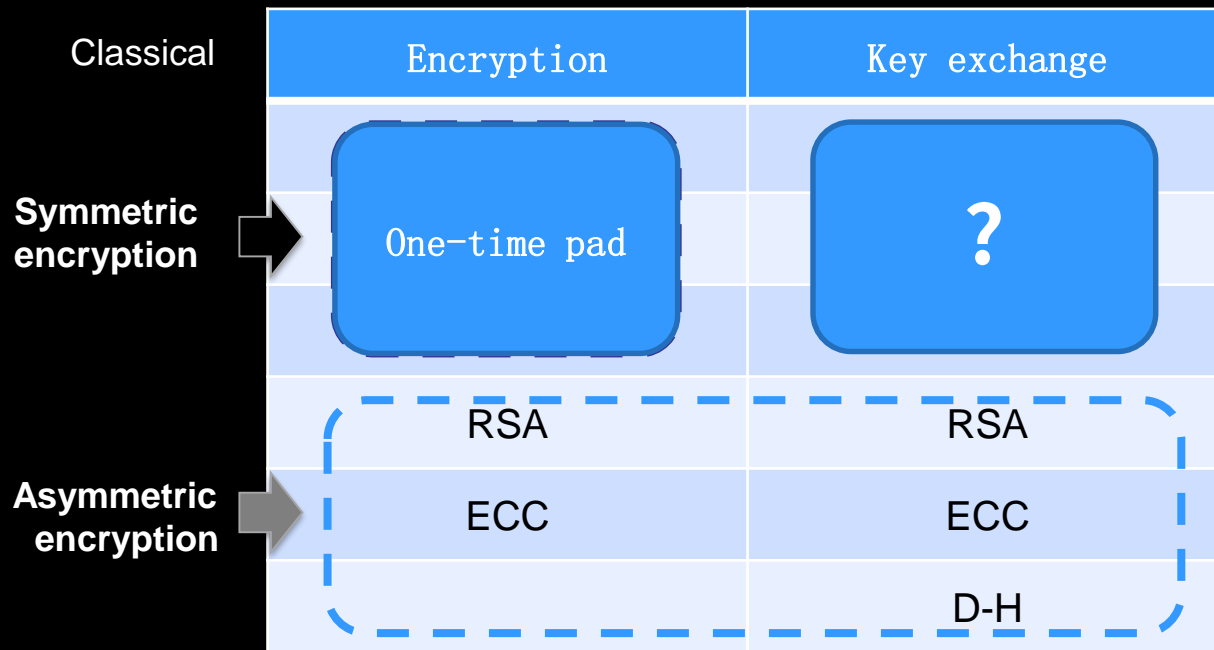 Classical
Encryption
Key exchange
Symmetric
encryption
One-time pad
?
RSA
RSA
Asymmetric
encryption
ECC
ECC
D-H